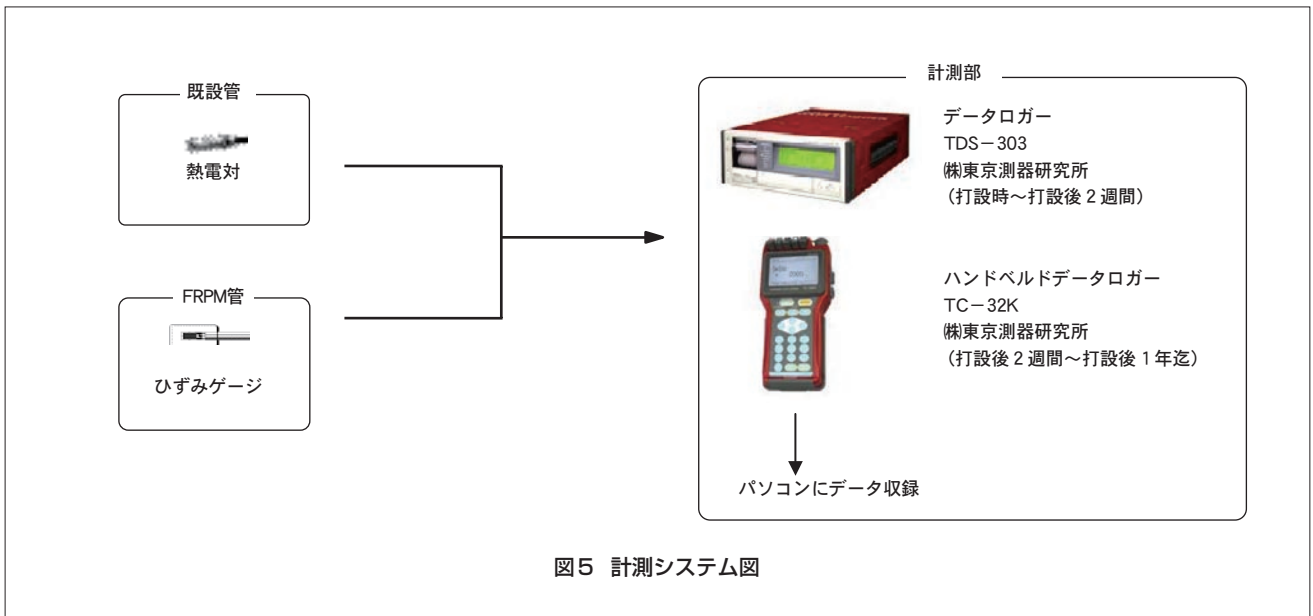 既設管
熱電対
FRPM管
ひずみゲージ
計測部
データロガー
TDS−303
㈱東京測器研究所
（打設時〜打設後2週間）
ハンドベルドデータロガー
TC−32K
㈱東京測器研究所
（打設後2週間〜打設後1年迄）
パソコンにデータ収録
図5 計測システム図